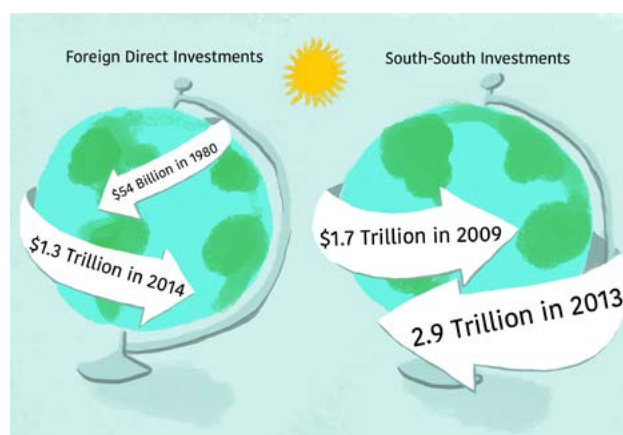 Foreign Direct Investments
$54 Billion in 1980
$1.3 Trillion in 2014
South-South Investments
$1.7 Trillion in 2009
2.9 Trillion in 2013